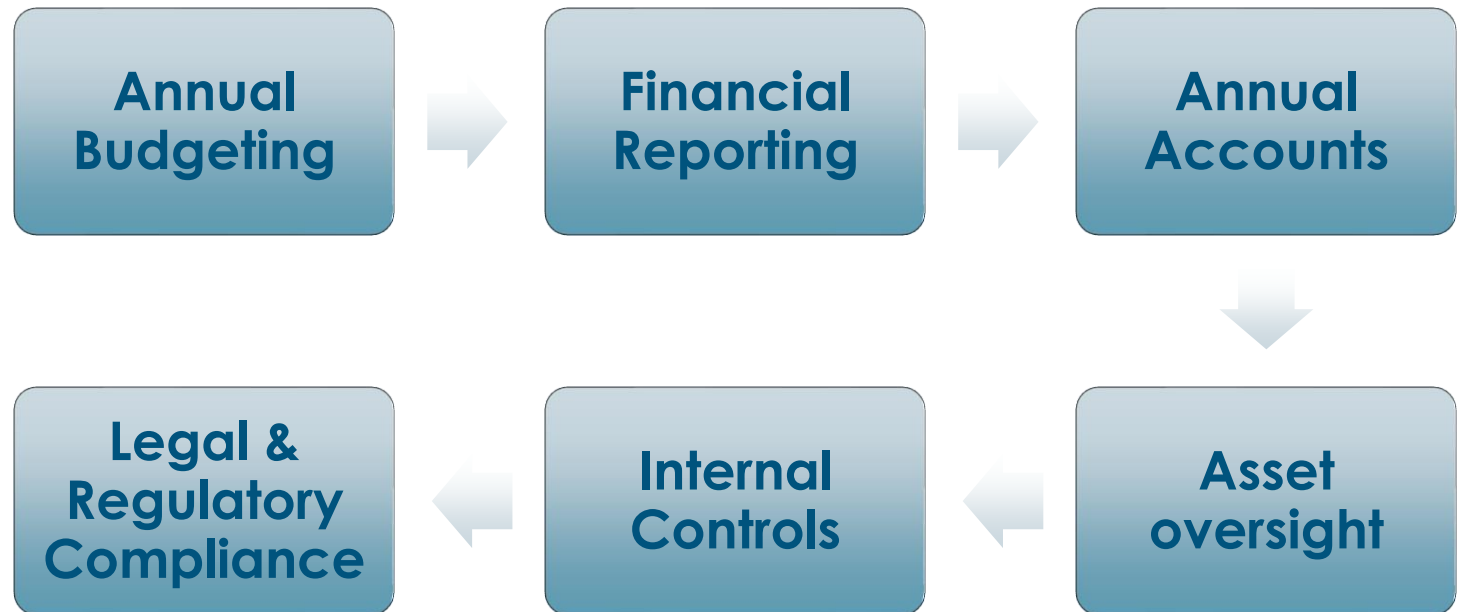 Annual
Budgeting
Financial
Reporting
Annual
Accounts
Asset
oversight
Internal
Controls
Legal &
Regulatory
Compliance